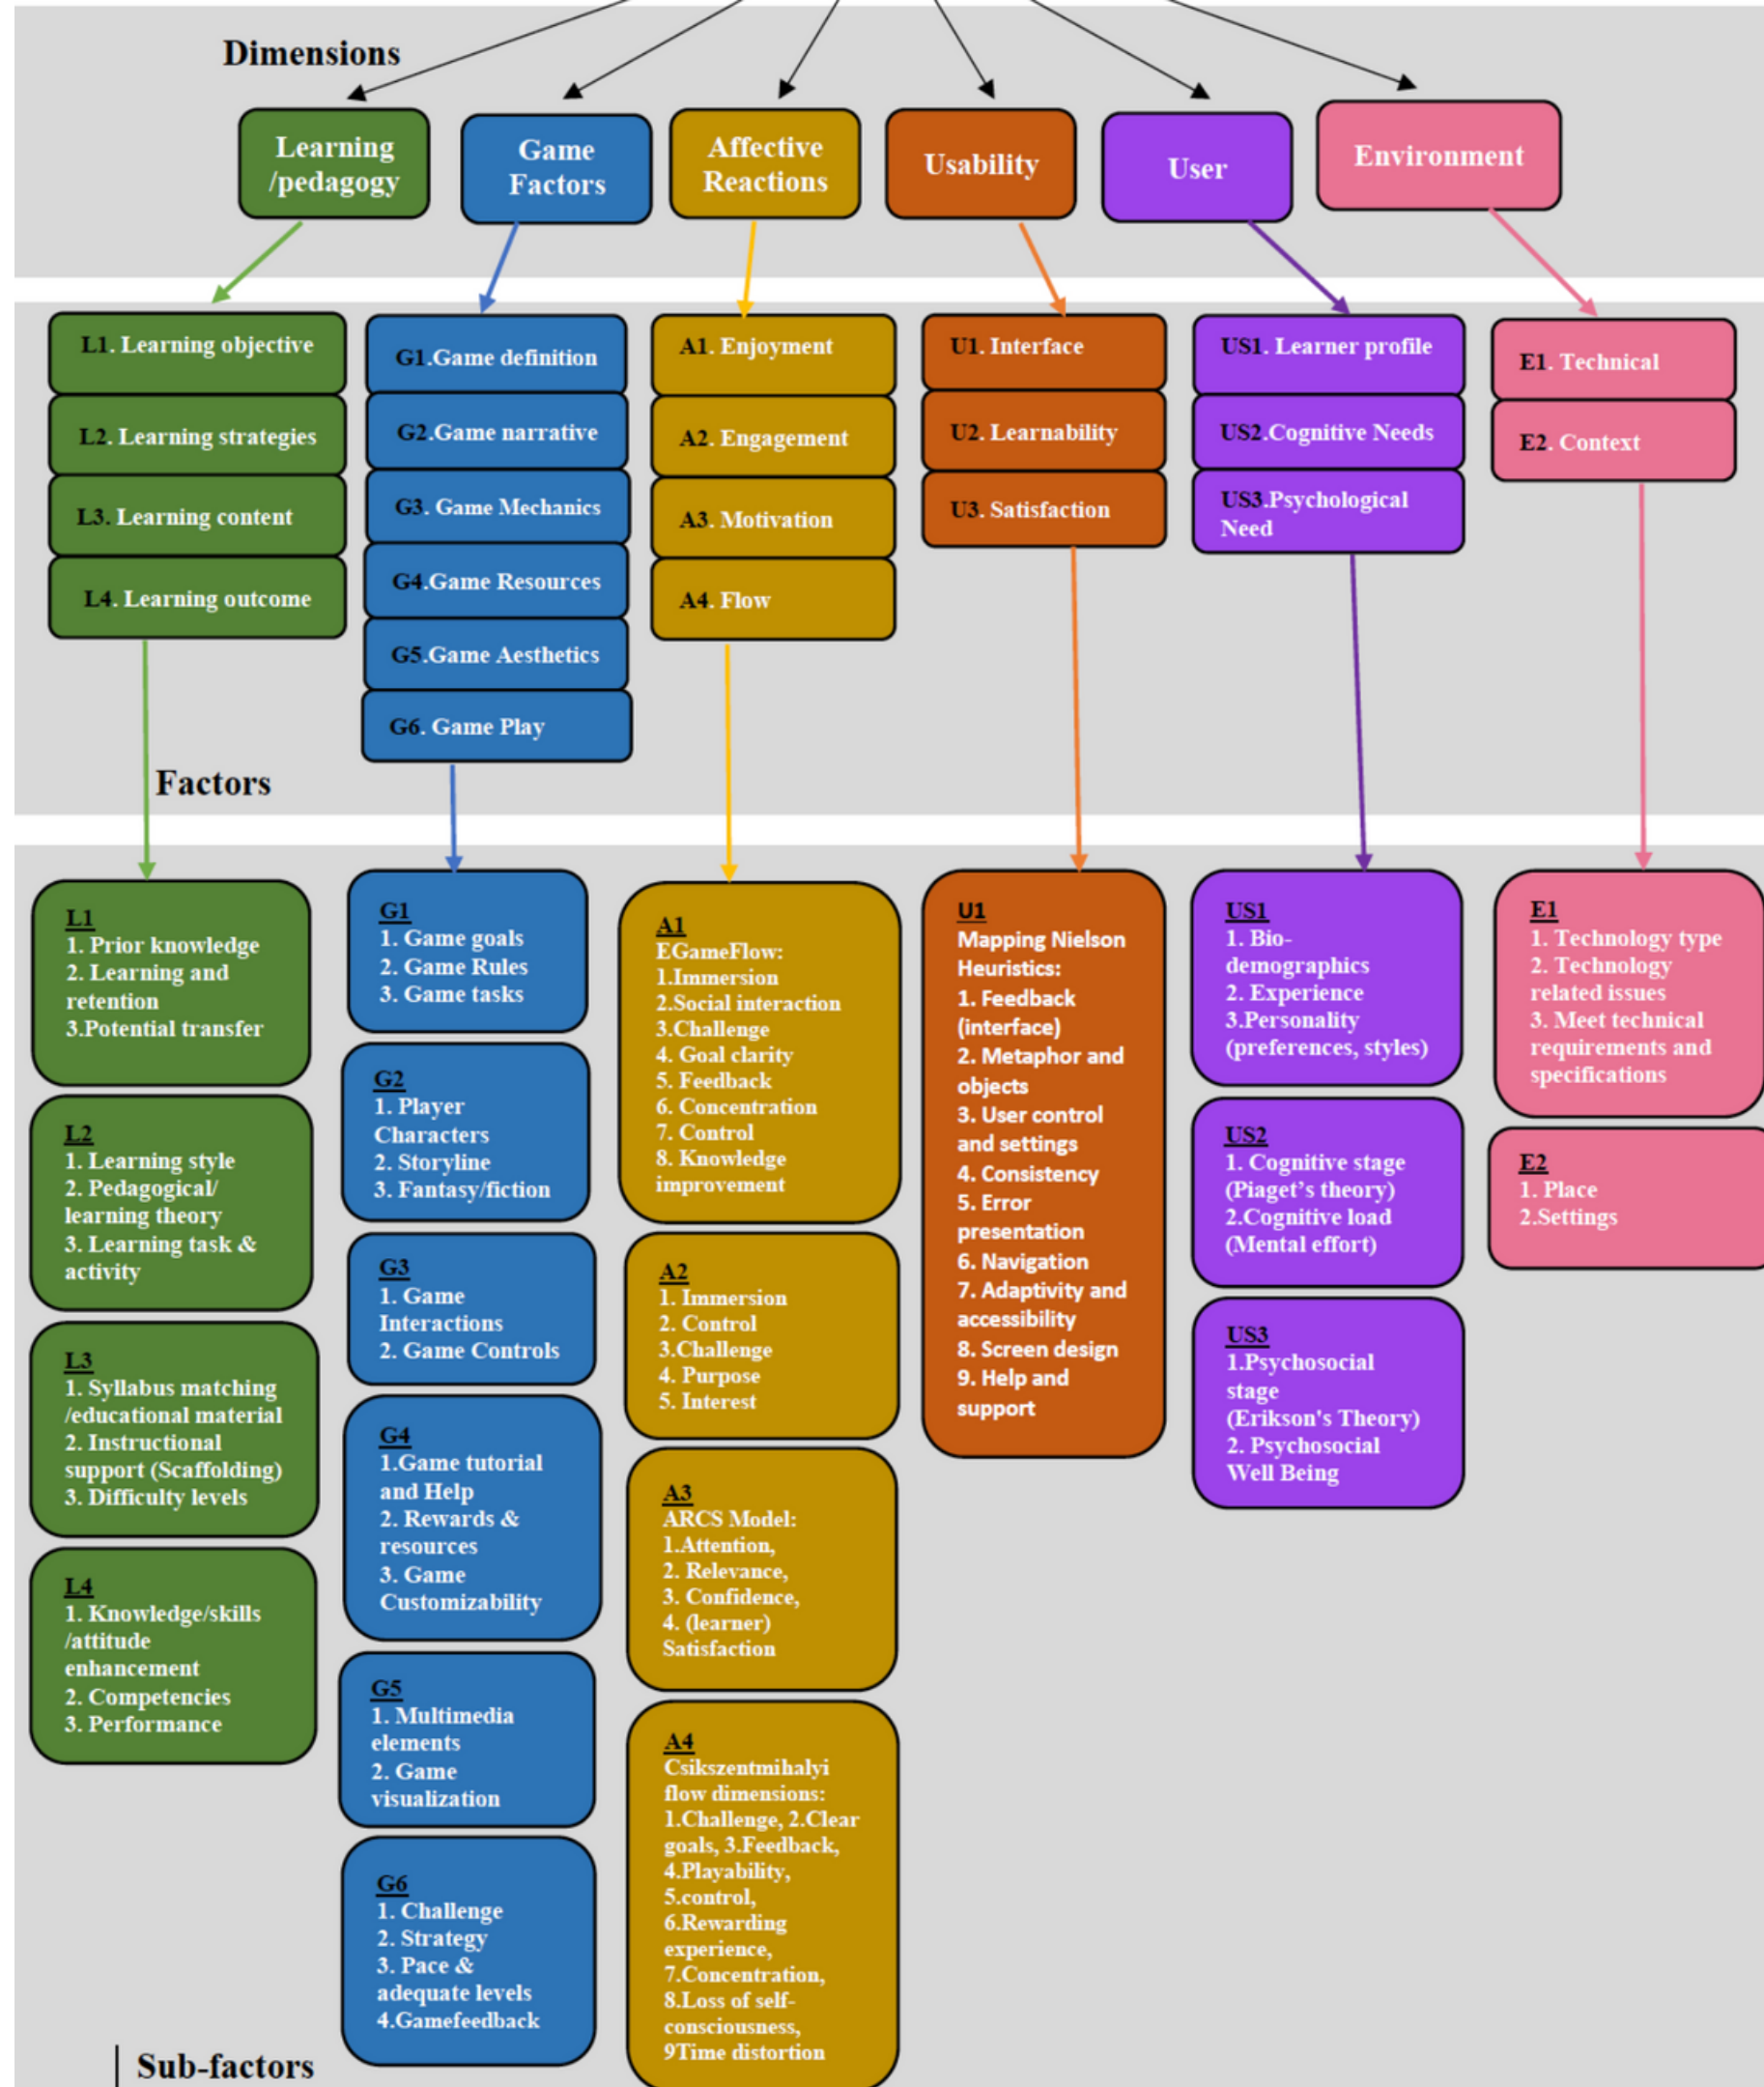 Dimensions
Learning
/pedagogy
Game
Factors
Affective
Reactions
Usability
User
Environment
L1. Learning objective
L2. Learning strategies
L3. Learning content
L4. Learning outcome
G1.Game definition
G2.Game narrative
G3. Game Mechanics
G4.Game Resources
G5.Game Aesthetics
G6. Game Play
A1. Enjoyment
A2. Engagement
A3. Motivation
A4. Flow
U1. Interface
U2. Learnability
U3. Satisfaction
US1. Learner profile
US2.Cognitive Needs
US3.Psychological
Need
E1. Technical
E2. Context
Factors
L1
1. Prior knowledge
2. Learning and
retention
3.Potential transfer
L2
1. Learning style
2. Pedagogical/
learning theory
3. Learning task &
activity
L3
1. Syllabus matching
/educational material
2. Instructional
support (Scaffolding)
3. Difficulty levels
L4
1. Knowledge/skills
/attitude
enhancement
2. Competencies
3. Performance
G1
1. Game goals
2. Game Rules
3. Game tasks
G2
1. Player
Characters
2. Storyline
3. Fantasy/fiction
G3
1. Game
Interactions
2. Game Controls
G4
1.Game tutorial
and Help
2. Rewards &
resources
3. Game
Customizability
G5
1. Multimedia
elements
2. Game
visualization
G6
1. Challenge
2. Strategy
3. Pace &
adequate levels
4.Gamefeedback
A1
EGameFlow:
1.Immersion
2.Social interaction
3.Challenge
4. Goal clarity
5. Feedback
6. Concentration
7. Control
8. Knowledge
improvement
A2
1. Immersion
2. Control
3.Challenge
4. Purpose
5. Interest
A3
ARCS Model:
1.Attention,
2. Relevance,
3. Confidence,
4. (learner)
Satisfaction
A4
Csikszentmihalyi
flow dimensions:
1.Challenge, 2.Clear
goals, 3.Feedback,
4.Playability,
5.control,
6.Rewarding
experience,
7.Concentration,
8.Loss of self-
consciousness,
9Time distortion
U1
Mapping Nielson
Heuristics:
1. Feedback
(interface)
2. Metaphor and
objects
3. User control
and settings
4. Consistency
5. Error
presentation
6. Navigation
7. Adaptivity and
accessibility
8. Screen design
9. Help and
support
US1
1. Bio-
demographics
2. Experience
3.Personality
(preferences, styles)
US2
1. Cognitive stage
(Piaget's theory)
2.Cognitive load
(Mental effort)
US3
1.Psychosocial
stage
(Erikson's Theory)
2. Psychosocial
Well Being
E1
1. Technology type
2. Technology
related issues
3. Meet technical
requirements and
specifications
E2
1. Place
2.Settings
Sub-factors